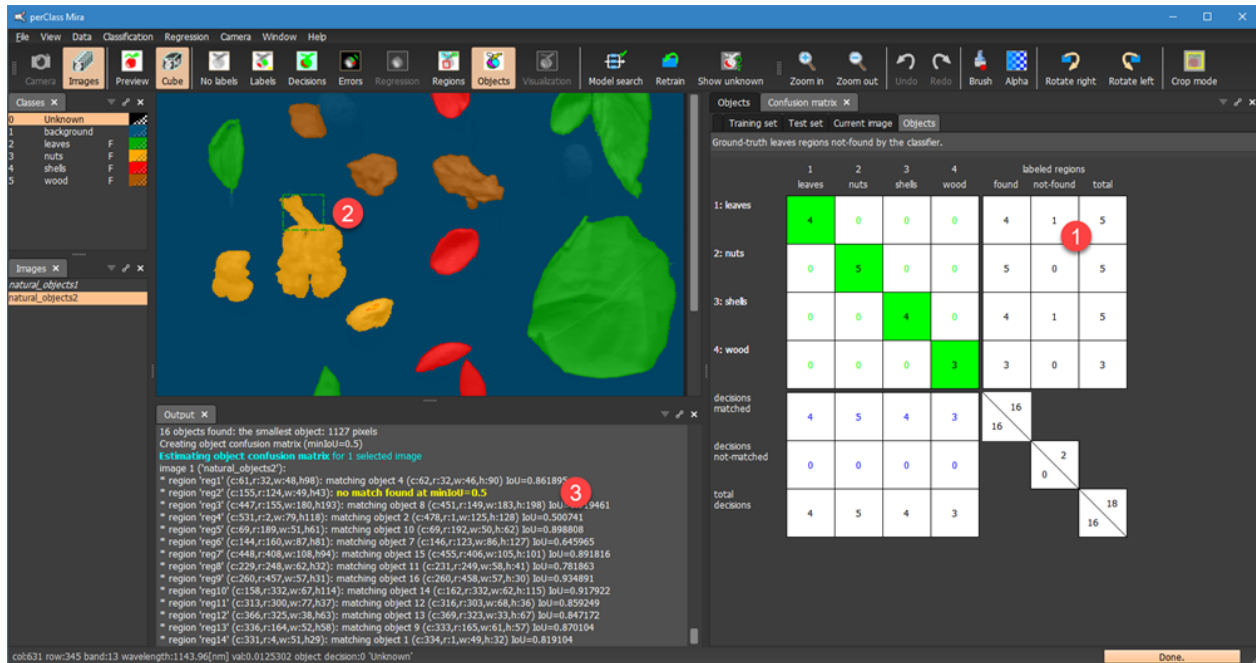 perClass Mira
File View Data Classification Regression Camera Window Help
Camera Images Preview Cube No labels Labels Decisions Errors Regression Regions Objects Visualization Model search Retrain Show unknown Zoom in Zoom out Undo Redo Brush Alpha Rotate right Rotate left Crop mode
Classes
0 Unknown
1 background
2 leaves F
3 nuts F
4 shells F
5 wood F
Images
natural_objects1
natural_objects2
2
Output
16 objects found: the smallest object: 1127 pixels
Creating object confusion matrix (minIoU=0.5)
Estimating object confusion matrix for 1 selected image
image 1 ('natural_objects2'):
* region 'reg1' (c:61,r:32,w:48,h98): matching object 4 (c:62,r:32,w:46,h:90) IoU=0.861895
* region 'reg2' (c:155,r:124,w:49,h43): no match found at minIoU=0.5
3
* region 'reg3' (c:447,r:155,w:180,h193): matching object 8 (c:451,r:149,w:183,h:198) 19461
* region 'reg4' (c:531,r:2,w:79,h118): matching object 2 (c:478,r:1,w:125,h:128) IoU=0.500741
* region 'reg5' (c:69,r:189,w:51,h61): matching object 10 (c:69,r:192,w:50,h:62) IoU=0.898808
* region 'reg6' (c:144,r:160,w:87,h81): matching object 7 (c:146,r:123,w:86,h:127) IoU=0.645965
* region 'reg7' (c:448,r:408,w:108,h94): matching object 15 (c:455,r:406,w:105,h:101) IoU=0.891816
* region 'reg8' (c:229,r:248,w:62,h32): matching object 11 (c:231,r:249,w:58,h:41) IoU=0.781863
* region 'reg9' (c:260,r:457,w:57,h31): matching object 16 (c:260,r:458,w:57,h:30) IoU=0.934891
* region 'reg10' (c:158,r:332,w:67,h114): matching object 14 (c:162,r:332,w:62,h:115) IoU=0.917922
* region 'reg11' (c:313,r:300,w:77,h37): matching object 12 (c:316,r:303,w:68,h:36) IoU=0.859249
* region 'reg12' (c:366,r:325,w:38,h63): matching object 13 (c:369,r:323,w:33,h:67) IoU=0.847172
* region 'reg13' (c:336,r:164,w:52,h58): matching object 9 (c:333,r:165,w:61,h:57) IoU=0.870104
* region 'reg14' (c:331,r:4,w:51,h29): matching object 1 (c:334,r:1,w:49,h:32) IoU=0.819104
Objects Confusion matrix
Training set Test set Current image Objects
Ground-truth leaves regions not-found by the classifier.
1 2 3 4 labeled regions
leaves nuts shells wood found not-found total
1: leaves 4 0 0 0 4 1 5
1
2: nuts 0 5 0 0 5 0 5
3: shells 0 0 4 0 4 1 5
4: wood 0 0 0 3 3 0 3
decisions matched 4 5 4 3 16 16
decisions not-matched 0 0 0 0 2 0
total decisions 4 5 4 3 18 16
col:631 row:345 band:13 wavelength:1143.96[nm] val:0.0125302 object decision:0 'Unknown'
Done.